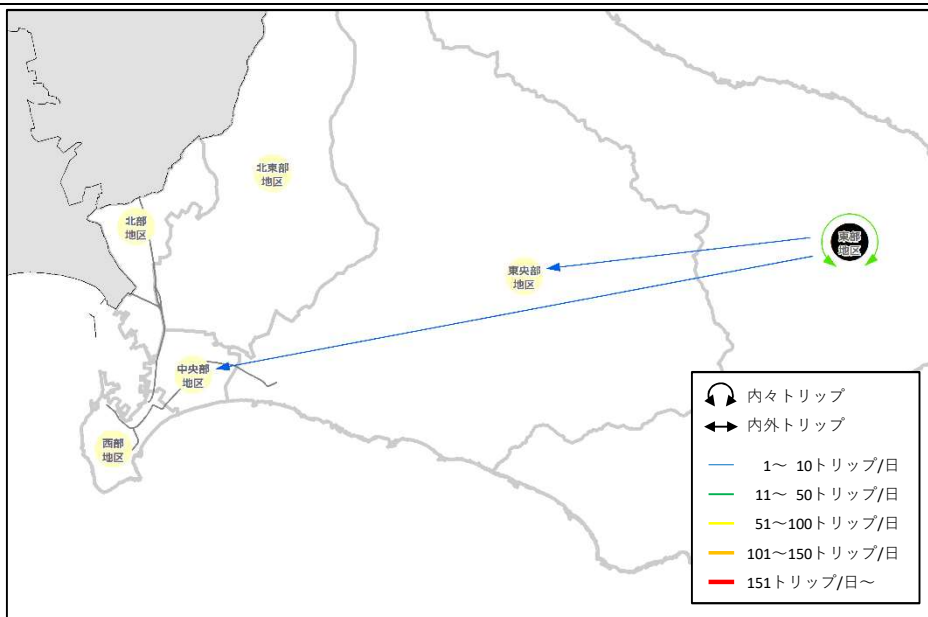 北東部
地区
北部
地区
東部
地区
東央部
地区
中央部
地区
西部
地区
内々トリップ
内外トリップ
1～ 10トリップ/日
11～ 50トリップ/日
51～100トリップ/日
101～150トリップ/日
151トリップ/日～